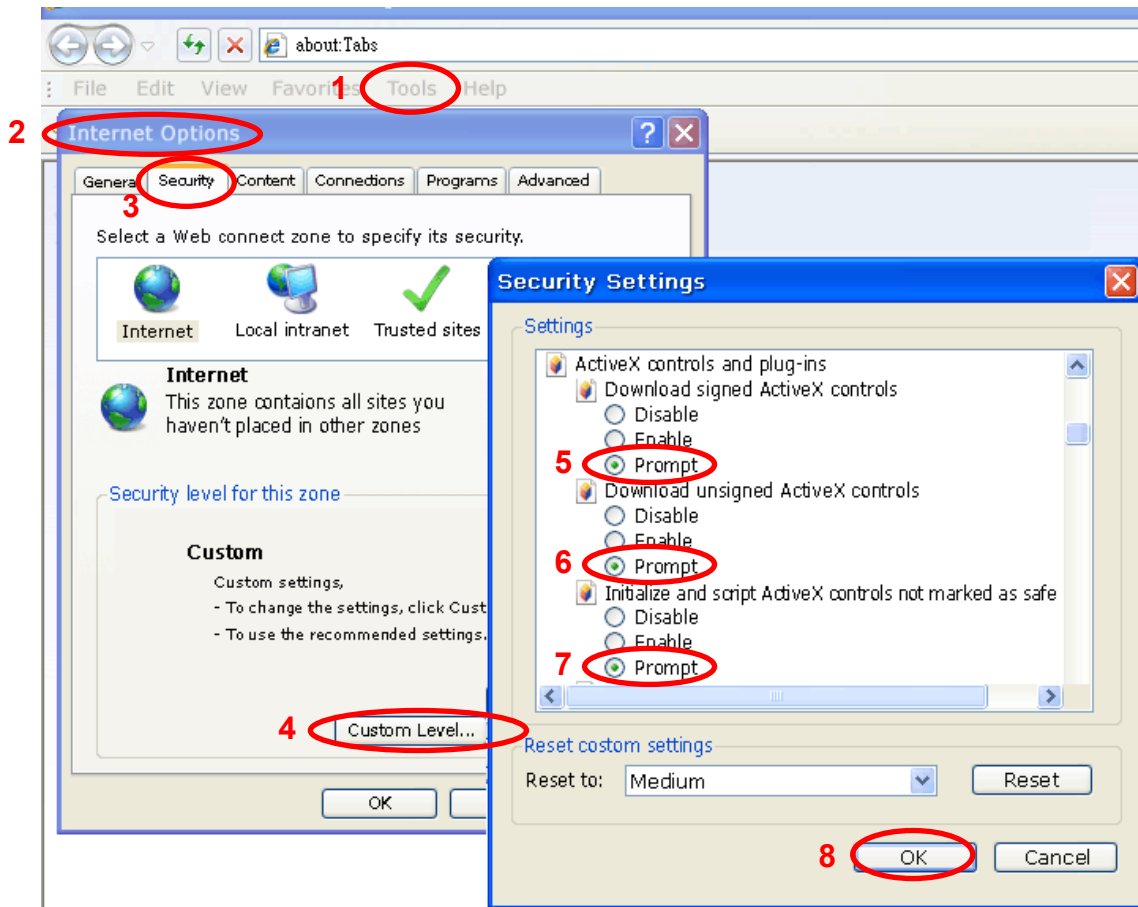 about:Tabs
File Edit View Favorites Tools Help
1
2
Internet Options
General Security Content Connections Programs Advanced
3
Select a Web connect zone to specify its security.
Internet Local intranet Trusted sites
Internet
This zone contaions all sites you
haven't placed in other zones
Security level for this zone
Custom
Custom settings,
- To change the settings, click Cust
- To use the recommended settings.
4
Custom Level...
OK
Security Settings
Settings
ActiveX controls and plug-ins
Download signed ActiveX controls
Disable
Enable
5
Prompt
Download unsigned ActiveX controls
Disable
Enable
6
Prompt
Initialize and script ActiveX controls not marked as safe
Disable
Enable
7
Prompt
Reset costom settings
Reset to: Medium Reset
8
OK Cancel